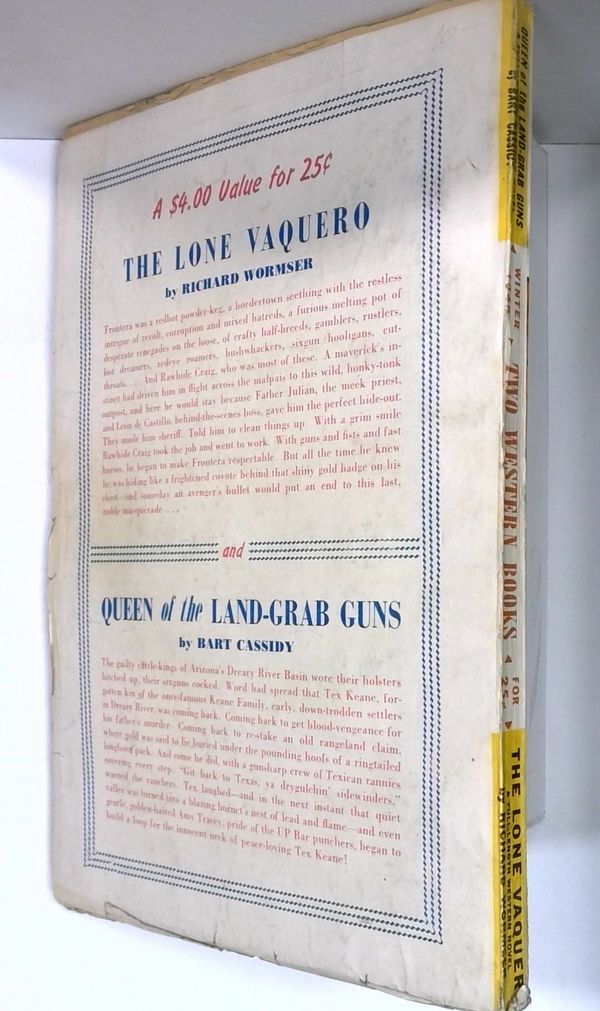 A $4.00 Value for 25¢
THE LONE VAQUERO
by RICHARD WORMSER
Frontera was a redhot powder-keg, a bordertown seething with the restless
intrigue of revolt, corruption and mixed hatreds, a furious melting pot of
desperate renegades on the loose, of crafty half-breeds, gamblers, rustlers,
lost dreamers, redeye roamers, bushwhackers, sixgun hooligans, cut-
throats. . . . And Rawhide Craig, who was most of these. A maverick's in-
stinct had driven him in flight across the malpais to this wild, honky-tonk
outpost, and here he would stay because Father Julian, the meek priest,
and Leon de Castillo, behind-the-scenes boss, gave him the perfect hide-out.
They made him sheriff. Told him to clean things up. With a grim smile
Rawhide Craig took the job and went to work. With guns and fists and fast
horses, he began to make Frontera respectable. But all the time he knew
he was hiding like a frightened coyote behind that shiny gold badge on his
chest—and someday an avenger's bullet would put an end to this last,
noble masquerade . . .
and
QUEEN of the LAND-GRAB GUNS
by BART CASSIDY
The guilty cattle-kings of Arizona's Dreary River Basin wore their holsters
hitched up, their sixguns cocked. Word had spread that Tex Keane, for-
gotten kin of the once-famous Keane Family, early, down-trodden settlers
in Dreary River, was coming back. Coming back to get blood-vengeance for
his father's murder. Coming back to re-stake an old rangeland claim,
where gold was said to lie buried under the pounding hoofs of a ringtailed
longhorn pack. And come he did, with a gunsharp crew of Texican rannies
covering every step. "Git back to Texas, ya drygulchin' sidewinders,"
warned the ranchers. Tex laughed—and in the next instant that quiet
valley was turned into a blazing hornet's nest of lead and flame—and even
gentle, golden-haired Amy Tracey, pride of the UP Bar punchers, began to
build a loop for the innocent neck of peace-loving Tex Keane!
QUEEN of the LAND-GRAB GUNS
by BART CASSIDY
WINTER
TWO WESTERN BOOKS
FOR
25¢
THE LONE VAQUER
A FULL LENGTH WESTERN NOVEL
by RICHARD WORMSER